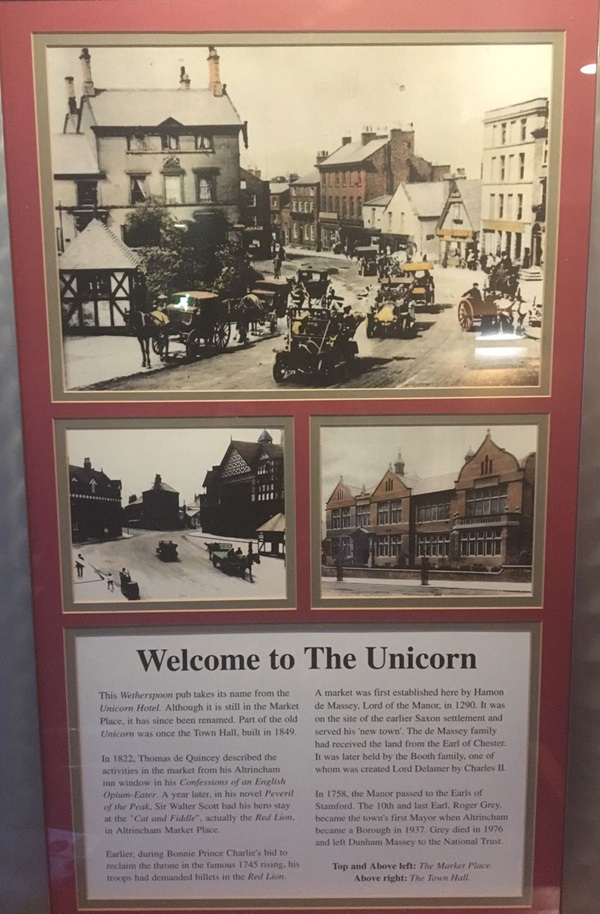 Welcome to The Unicorn
This Wetherspoon pub takes its name from the
Unicorn Hotel. Although it is still in the Market
Place, it has since been renamed. Part of the old
Unicorn was once the Town Hall, built in 1849.
In 1822, Thomas de Quincey described the
activities in the market from his Altrincham
inn window in his Confessions of an English
Opium-Eater. A year later, in his novel Peveril
of the Peak, Sir Walter Scott had his hero stay
at the "Cat and Fiddle", actually the Red Lion,
in Altrincham Market Place.
Earlier, during Bonnie Prince Charlie's bid to
reclaim the throne in the famous 1745 rising, his
troops had demanded billets in the Red Lion.
A market was first established here by Hamon
de Massey, Lord of the Manor, in 1290. It was
on the site of the earlier Saxon settlement and
served his 'new town'. The de Massey family
had received the land from the Earl of Chester.
It was later held by the Booth family, one of
whom was created Lord Delamer by Charles II.
In 1758, the Manor passed to the Earls of
Stamford. The 10th and last Earl, Roger Grey,
became the town's first Mayor when Altrincham
became a Borough in 1937. Grey died in 1976
and left Dunham Massey to the National Trust.
Top and Above left: The Market Place.
Above right: The Town Hall.